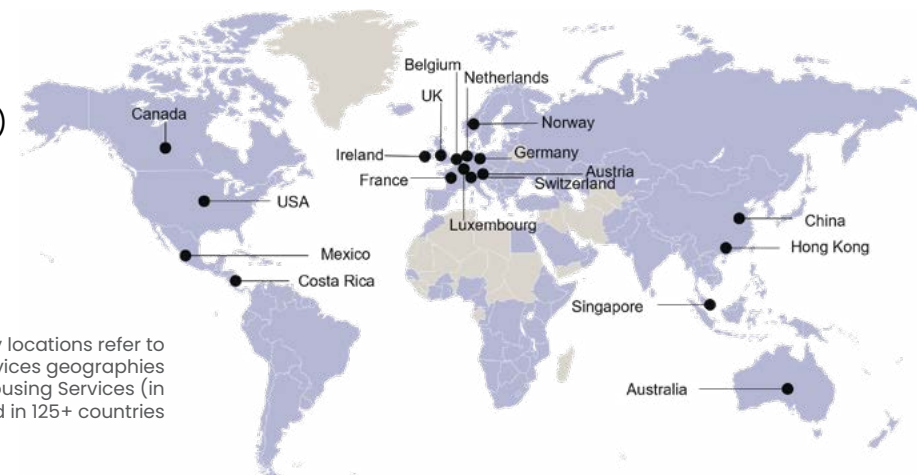 )
Belgium
Netherlands
UK
Canada
Norway
Ireland
Germany
Austria
France
Switzerland
USA
Luxembourg
China
Hong Kong
Mexico
Costa Rica
Singapore
locations refer to
vices geographies
ousing Services (in
d in 125+ countries
Australia